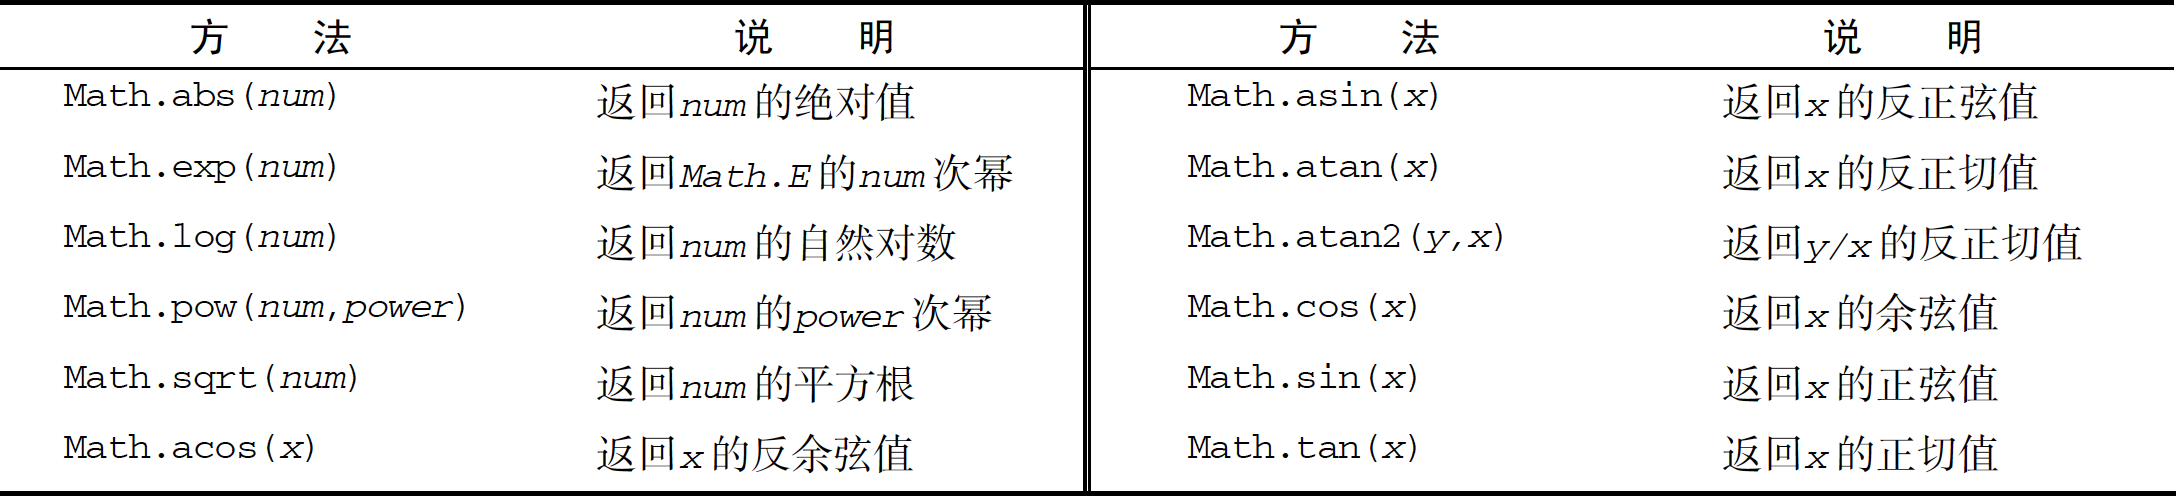 方 法 说 明 方 法 说 明
Math.abs(num) 返回num的绝对值 Math.asin(x) 返回x的反正弦值
Math.exp(num) 返回Math.E的num次幂 Math.atan(x) 返回x的反正切值
Math.log(num) 返回num的自然对数 Math.atan2(y,x) 返回y/x的反正切值
Math.pow(num,power) 返回num的power次幂 Math.cos(x) 返回x的余弦值
Math.sqrt(num) 返回num的平方根 Math.sin(x) 返回x的正弦值
Math.acos(x) 返回x的反余弦值 Math.tan(x) 返回x的正切值